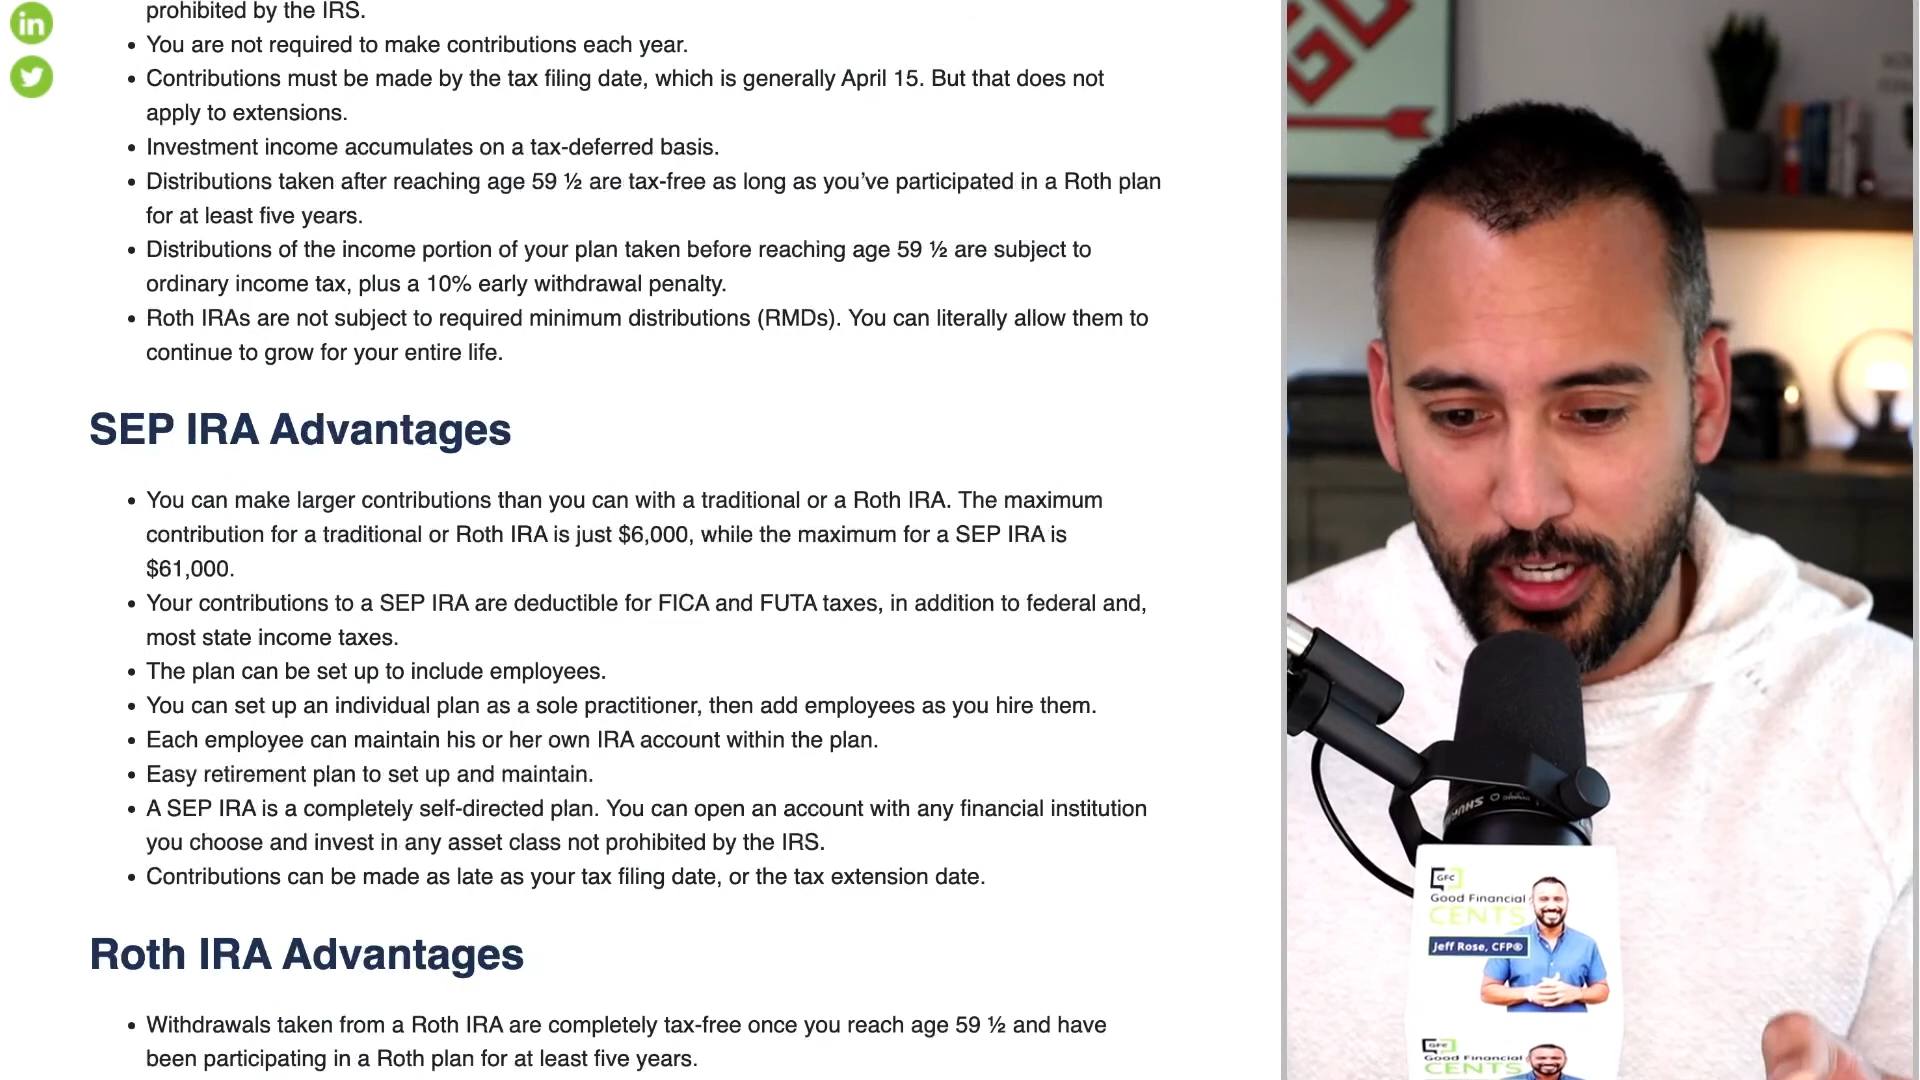 prohibited by the IRS.
• You are not required to make contributions each year.
• Contributions must be made by the tax filing date, which is generally April 15. But that does not
apply to extensions.
• Investment income accumulates on a tax-deferred basis.
• Distributions taken after reaching age 59 ½ are tax-free as long as you’ve participated in a Roth plan
for at least five years.
• Distributions of the income portion of your plan taken before reaching age 59 ½ are subject to
ordinary income tax, plus a 10% early withdrawal penalty.
• Roth IRAs are not subject to required minimum distributions (RMDs). You can literally allow them to
continue to grow for your entire life.
SEP IRA Advantages
• You can make larger contributions than you can with a traditional or a Roth IRA. The maximum
contribution for a traditional or Roth IRA is just $6,000, while the maximum for a SEP IRA is
$61,000.
• Your contributions to a SEP IRA are deductible for FICA and FUTA taxes, in addition to federal and,
most state income taxes.
• The plan can be set up to include employees.
• You can set up an individual plan as a sole practitioner, then add employees as you hire them.
• Each employee can maintain his or her own IRA account within the plan.
• Easy retirement plan to set up and maintain.
• A SEP IRA is a completely self-directed plan. You can open an account with any financial institution
you choose and invest in any asset class not prohibited by the IRS.
• Contributions can be made as late as your tax filing date, or the tax extension date.
Roth IRA Advantages
• Withdrawals taken from a Roth IRA are completely tax-free once you reach age 59 ½ and have
been participating in a Roth plan for at least five years.
in
GFC
Good Financial
CENTS
Jeff Rose, CFP®
GFC
Good Financial
CENTS